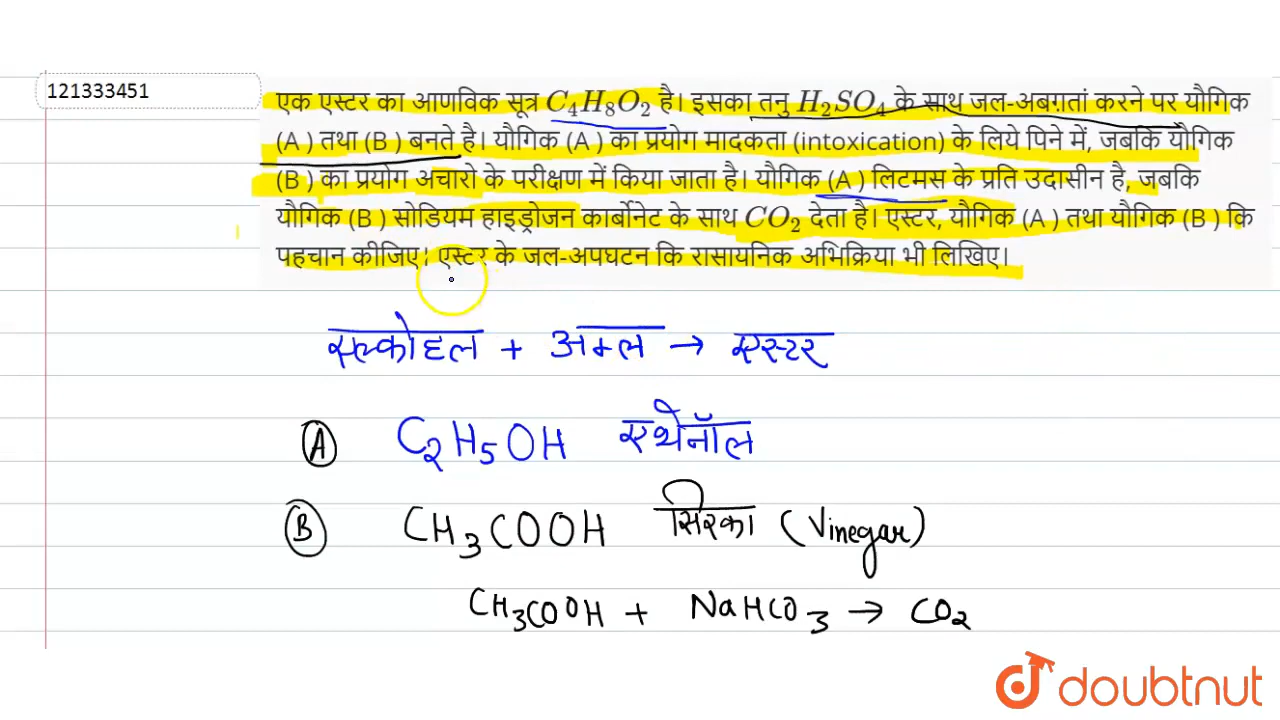 121333451
एक एस्टर का आणविक सूत्र C₄H₈O₂ है। इसका तनु H₂SO₄ के साथ जल-अबग़तां करने पर यौगिक
(A ) तथा (B ) बनते है। यौगिक (A ) का प्रयोग मादकता (intoxication) के लिये पिने में, जबकि यौगिक
(B ) का प्रयोग अचारो के परीक्षण में किया जाता है। यौगिक (A ) लिटमस के प्रति उदासीन है, जबकि
यौगिक (B ) सोडियम हाइड्रोजन कार्बोनेट के साथ CO₂ देता है। एस्टर, यौगिक (A ) तथा यौगिक (B ) कि
पहचान कीजिए। एस्टर के जल-अपघटन कि रासायनिक अभिक्रिया भी लिखिए।
एल्कोहल + अम्ल → एस्टर
A C₂H₅OH एथेनॉल
B CH₃COOH सिरका (Vinegar)
CH₃COOH + NaHCO₃ → CO₂
doubtnut